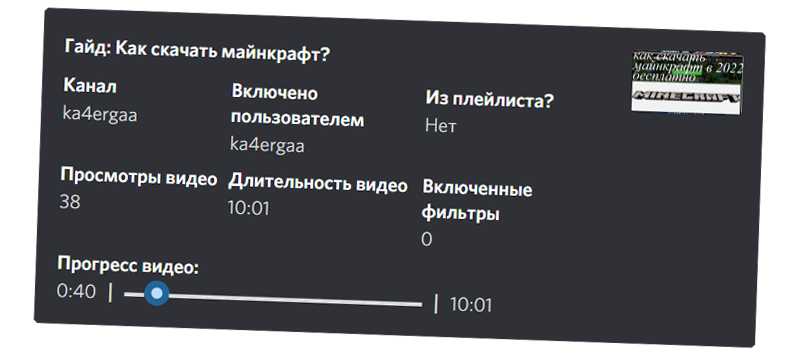 Гайд: Как скачать майнкрафт?
как скачать
майнкрафт в 2022
бесплатно
MINECRAFT
Канал
ka4ergaa
Включено
пользователем
ka4ergaa
Из плейлиста?
Нет
Просмотры видео
38
Длительность видео
10:01
Включенные
фильтры
0
Прогресс видео:
0:40 | | 10:01